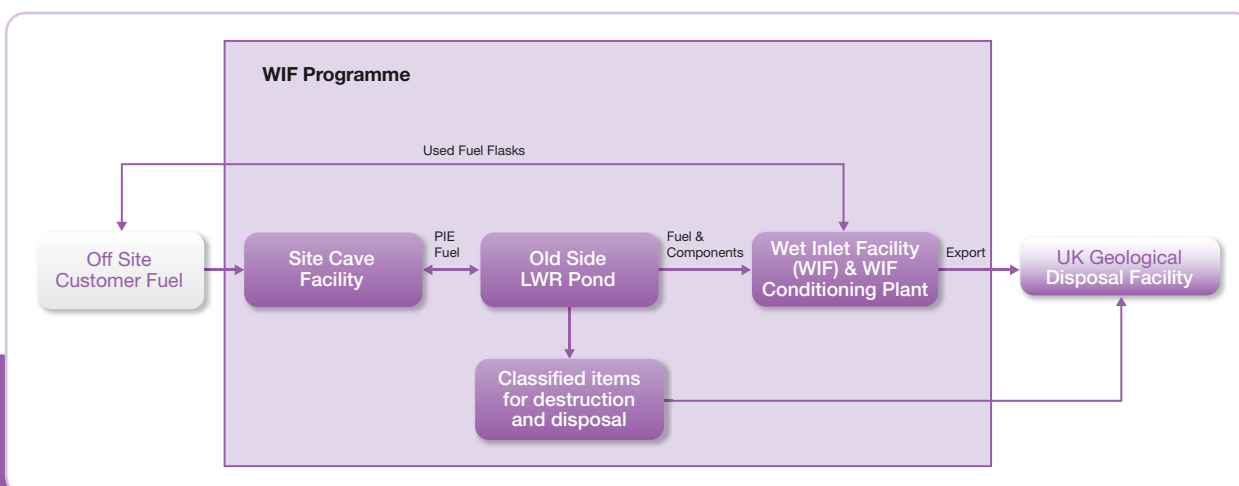 WIF Programme
Used Fuel Flasks
Off Site
Customer Fuel
Site Cave
Facility
PIE
Fuel
Old Side
LWR Pond
Fuel &
Components
Wet Inlet Facility
(WIF) & WIF
Conditioning Plant
Export
UK Geological
Disposal Facility
Classified items
for destruction
and disposal